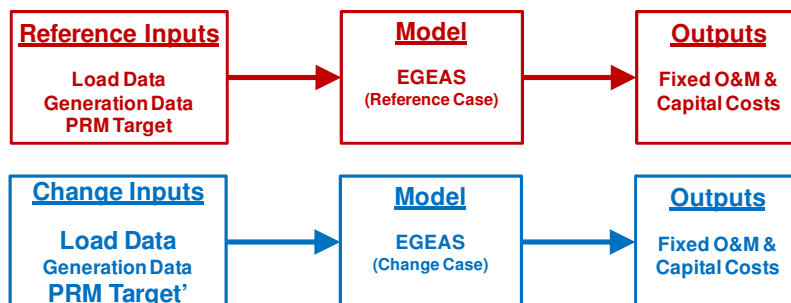 Reference Inputs
Load Data
Generation Data
PRM Target
Model
EGEAS
(Reference Case)
Outputs
Fixed O&M &
Capital Costs
Change Inputs
Load Data
Generation Data
PRM Target’
Model
EGEAS
(Change Case)
Outputs
Fixed O&M &
Capital Costs